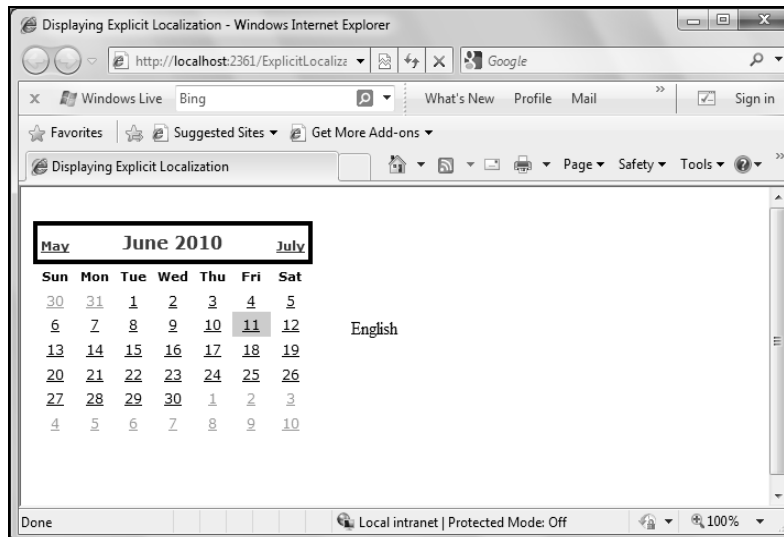 Displaying Explicit Localization - Windows Internet Explorer
http://localhost:2361/ExplicitLocaliza
Google
Windows Live Bing What's New Profile Mail >> Sign in
Favorites Suggested Sites Get More Add-ons
Displaying Explicit Localization Page Safety Tools >>
May June 2010 July
Sun Mon Tue Wed Thu Fri Sat
30 31 1 2 3 4 5
6 7 8 9 10 11 12
English
13 14 15 16 17 18 19
20 21 22 23 24 25 26
27 28 29 30 1 2 3
4 5 6 7 8 9 10
Done Local intranet | Protected Mode: Off 100%